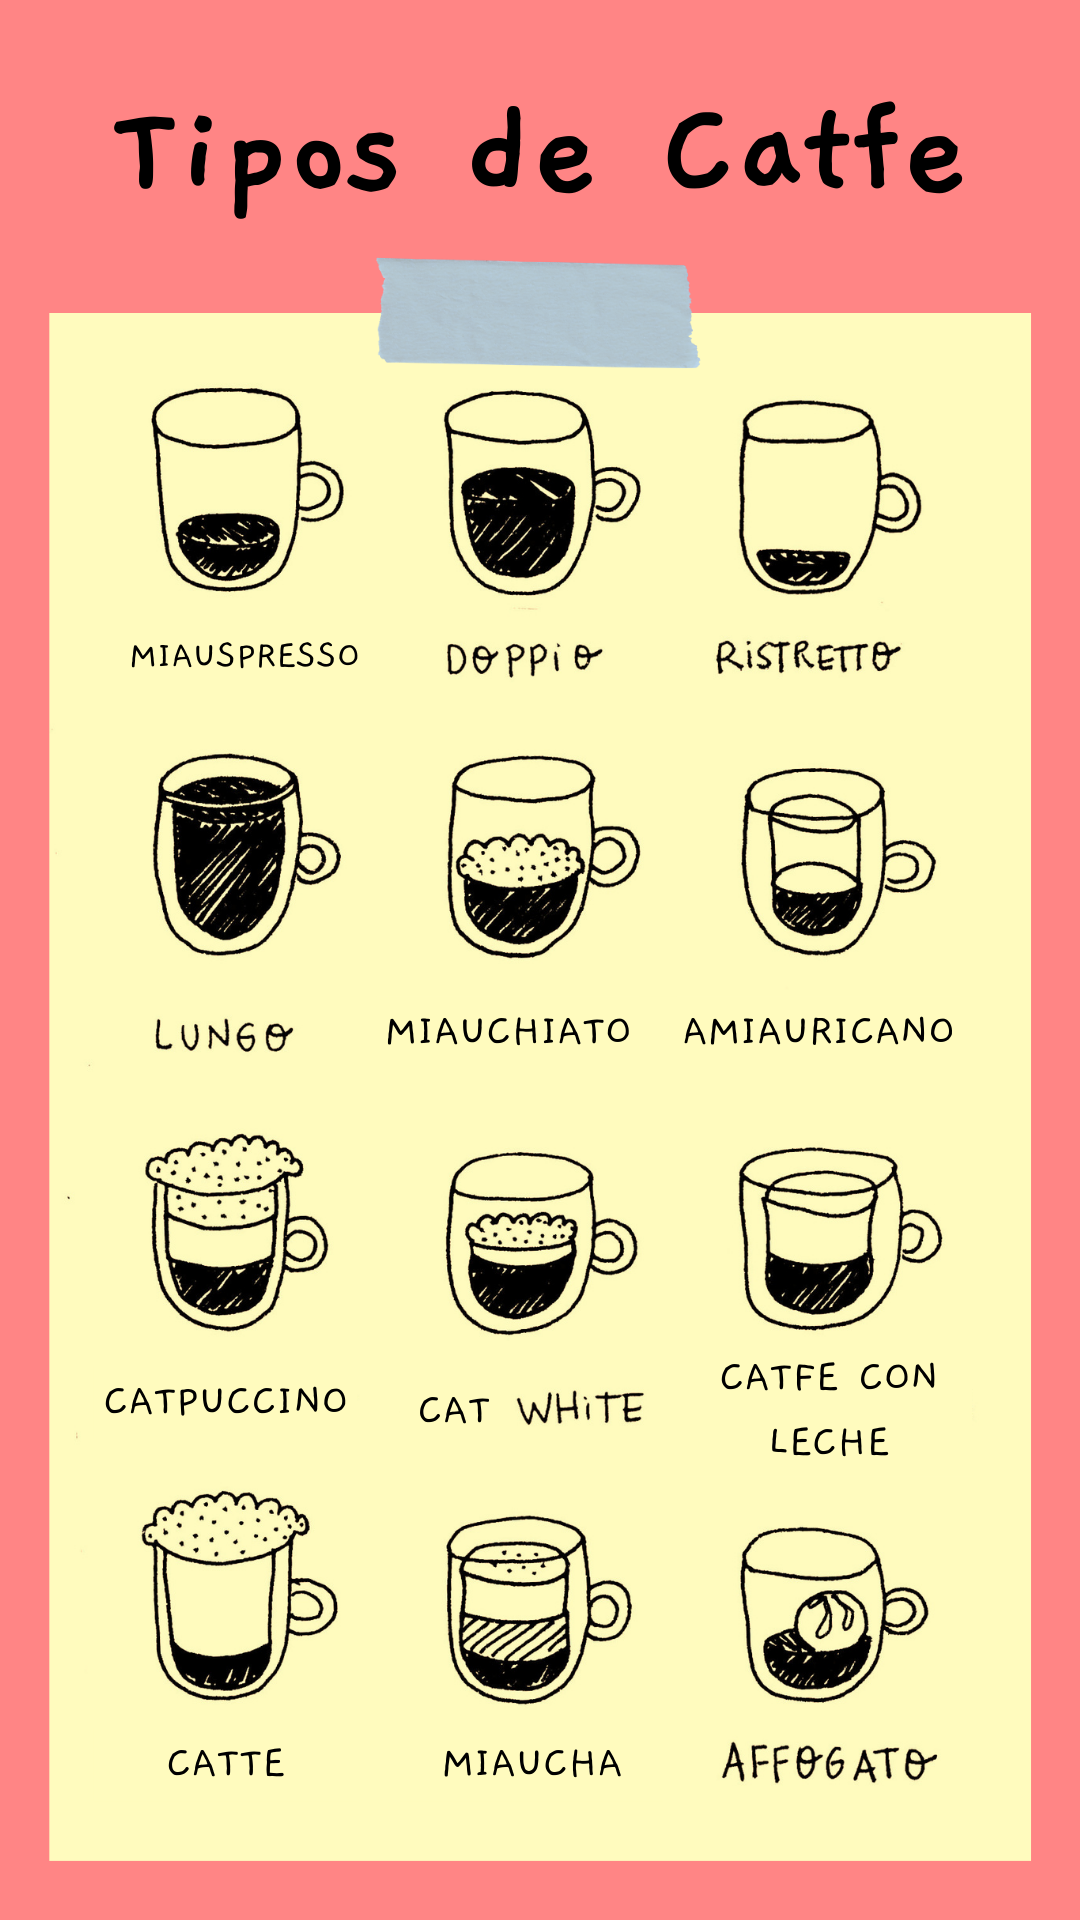 Tipos de Catfe
MIAUSPRESSO
DOPPiO
RiSTRETTO
LUNGO
MIAUCHIATO
AMIAURICANO
CATPUCCINO
CAT WHiTE
CATFE CON
LECHE
CATTE
MIAUCHA
AFFOGATO